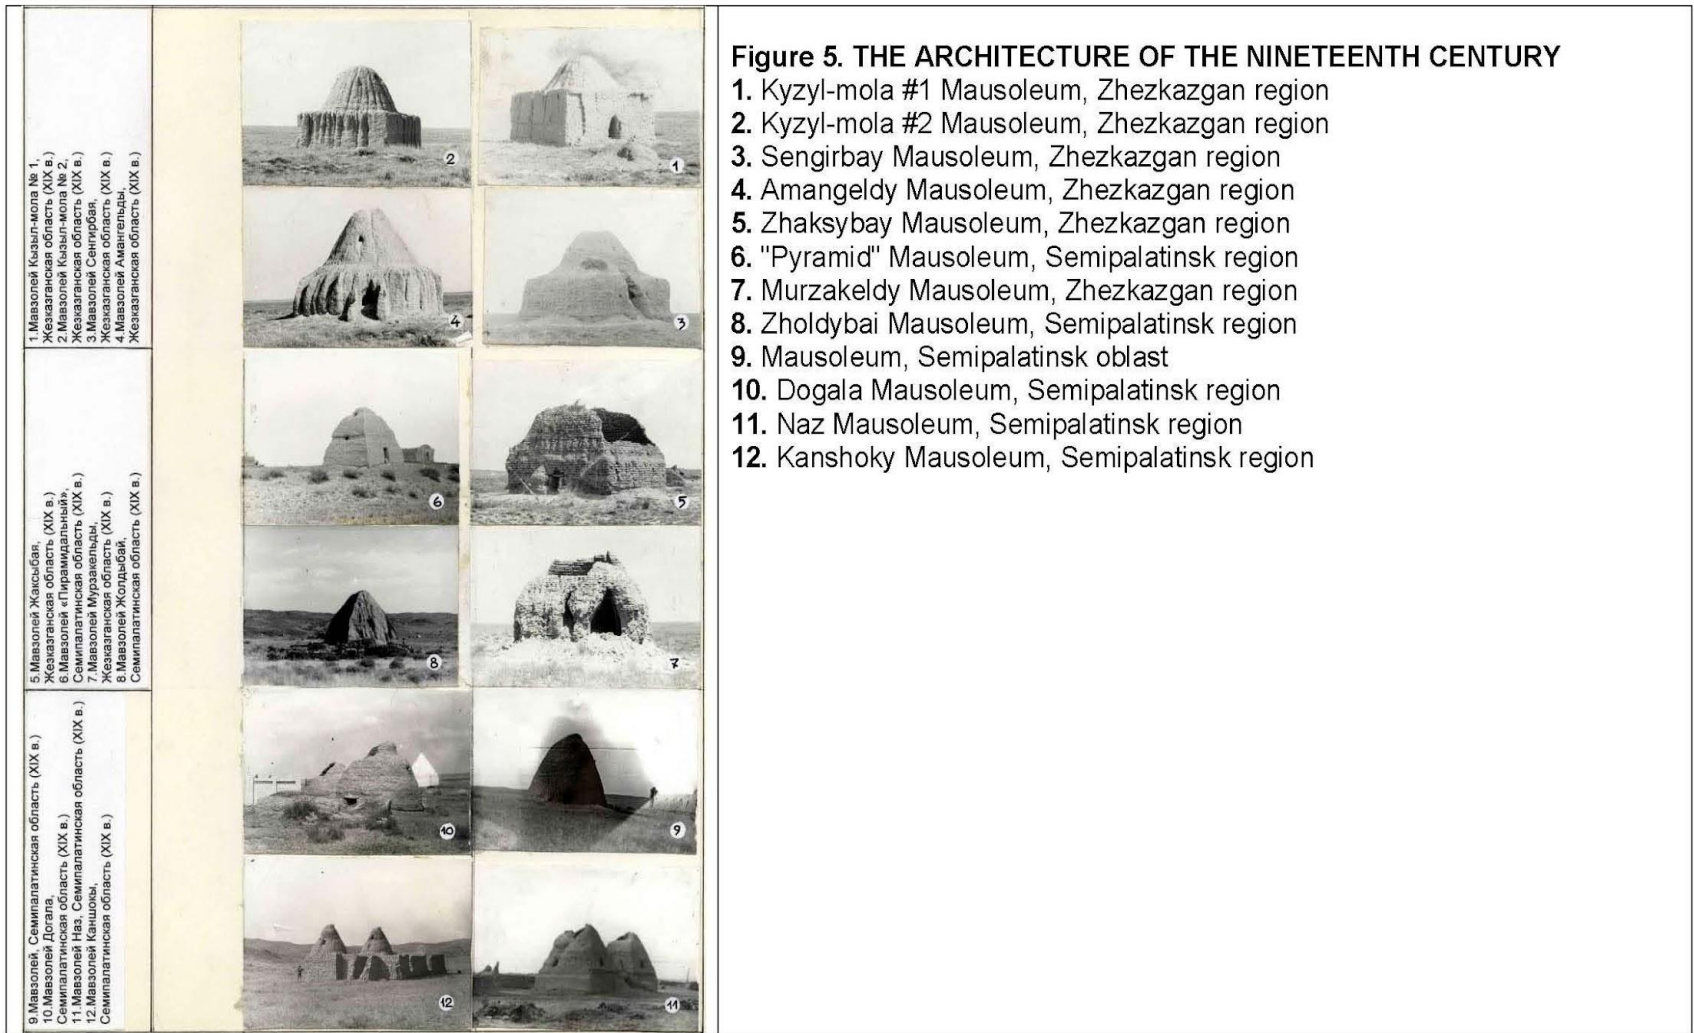 1.Мавзолей Кызыл-мола № 1,
Жезказганская область (XIX в.)
2.Мавзолей Кызыл-мола № 2,
Жезказганская область (XIX в.)
3.Мавзолей Сенгирбая,
Жезказганская область (XIX в.)
4.Мавзолей Амангельды,
Жезказганская область (XIX в.)
5.Мавзолей Жаксыбая,
Жезказганская область (XIX в.)
6.Мавзолей «Пирамидальный»,
Семипалатинская область (XIX в.)
7.Мавзолей Мурзакельды,
Жезказганская область (XIX в.)
8.Мавзолей Жолдыбай,
Семипалатинская область (XIX в.)
9.Мавзолей, Семипалатинская область (XIX в.)
10.Мавзолей Догала,
Семипалатинская область (XIX в.)
11.Мавзолей Наз, Семипалатинская область (XIX в.)
12.Мавзолей Каншокы,
Семипалатинская область (XIX в.)
2
1
4
3
6
5
8
7
10
9
12
11
Figure 5. THE ARCHITECTURE OF THE NINETEENTH CENTURY
1. Kyzyl-mola #1 Mausoleum, Zhezkazgan region
2. Kyzyl-mola #2 Mausoleum, Zhezkazgan region
3. Sengirbay Mausoleum, Zhezkazgan region
4. Amangeldy Mausoleum, Zhezkazgan region
5. Zhaksybay Mausoleum, Zhezkazgan region
6. "Pyramid" Mausoleum, Semipalatinsk region
7. Murzakeldy Mausoleum, Zhezkazgan region
8. Zholdybai Mausoleum, Semipalatinsk region
9. Mausoleum, Semipalatinsk oblast
10. Dogala Mausoleum, Semipalatinsk region
11. Naz Mausoleum, Semipalatinsk region
12. Kanshoky Mausoleum, Semipalatinsk region